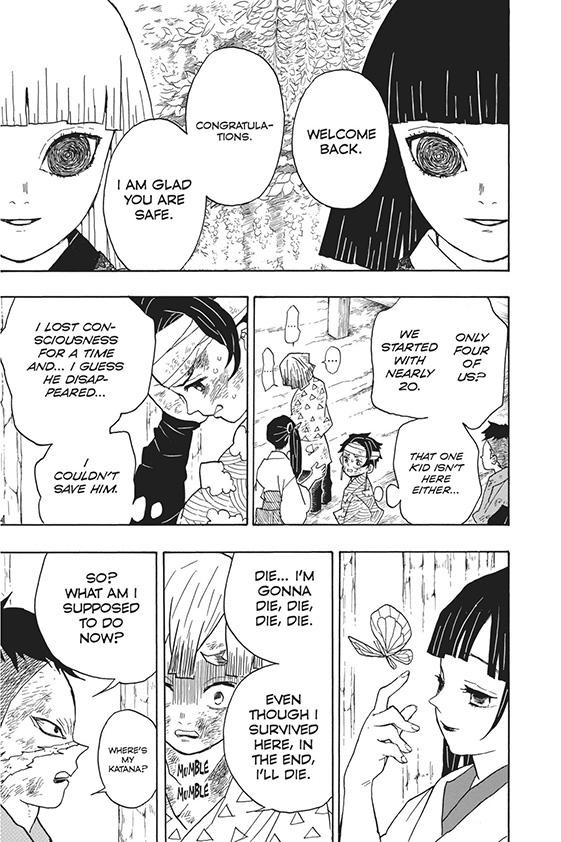 WELCOME
BACK.
CONGRATULA-
TIONS.
I AM GLAD
YOU ARE
SAFE.
ONLY
FOUR
OF
US?
WE
STARTED
WITH
NEARLY
20.
THAT ONE
KID ISN'T
HERE
EITHER...
...
...
...
I LOST CON-
SCIOUSNESS
FOR A TIME
AND... I GUESS
HE DISAP-
PEARED...
I
COULDN'T
SAVE HIM.
DIE... I'M
GONNA
DIE, DIE,
DIE, DIE.
EVEN
THOUGH I
SURVIVED
HERE, IN
THE END,
I'LL DIE.
MUMBLE
MUMBLE
SO?
WHAT AM I
SUPPOSED
TO DO
NOW?
WHERE'S
MY
KATANA?